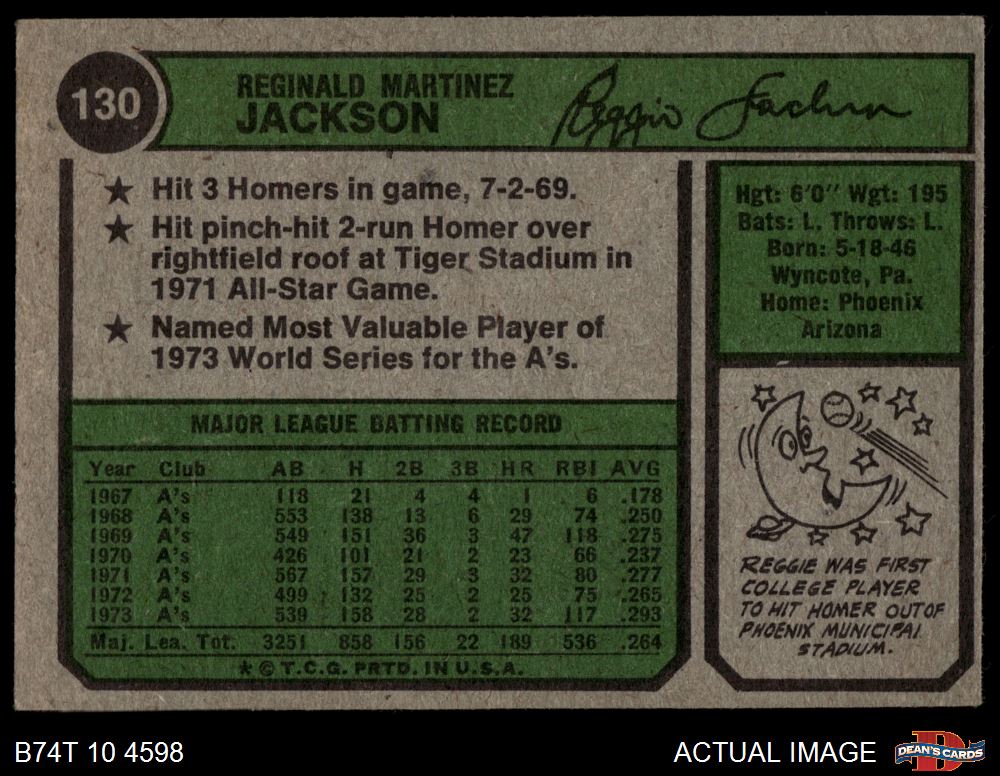 130
REGINALD MARTINEZ
JACKSON
Reggie Jackson
★ Hit 3 Homers in game, 7-2-69.
★ Hit pinch-hit 2-run Homer over
rightfield roof at Tiger Stadium in
1971 All-Star Game.
★ Named Most Valuable Player of
1973 World Series for the A's.
Hgt: 6'0" Wgt: 195
Bats: L. Throws: L.
Born: 5-18-46
Wyncote, Pa.
Home: Phoenix
Arizona
MAJOR LEAGUE BATTING RECORD
Year Club AB H 2B 3B HR RBI AVG
1967 A's 118 21 4 4 1 6 .178
1968 A's 553 138 13 6 29 74 .250
1969 A's 549 151 36 3 47 118 .275
1970 A's 426 101 21 2 23 66 .237
1971 A's 567 157 29 3 32 80 .277
1972 A's 499 132 25 2 25 75 .265
1973 A's 539 158 28 2 32 117 .293
Maj. Lea. Tot. 3251 858 156 22 189 536 .264
★ © T.C.G. PRTD. IN U.S.A.
REGGIE WAS FIRST
COLLEGE PLAYER
TO HIT HOMER OUT OF
PHOENIX MUNICIPAL
STADIUM.
B74T 10 4598
ACTUAL IMAGE
DEAN'S CARDS